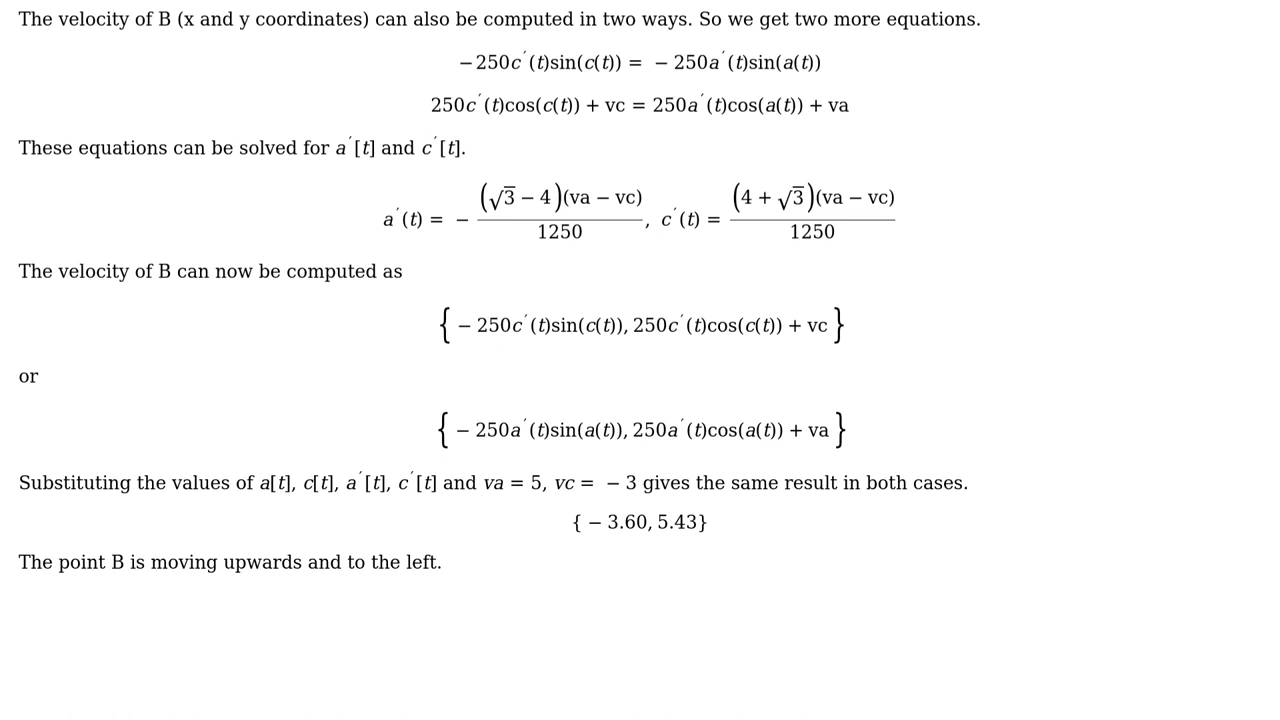 The velocity of B (x and y coordinates) can also be computed in two ways. So we get two more equations.
−250c′(t)sin(c(t)) = −250a′(t)sin(a(t))
250c′(t)cos(c(t)) + vc = 250a′(t)cos(a(t)) + va
These equations can be solved for a′[t] and c′[t].
a′(t) = −(√3 − 4)(va − vc)/1250, c′(t) = (4 + √3)(va − vc)/1250
The velocity of B can now be computed as
{−250c′(t)sin(c(t)), 250c′(t)cos(c(t)) + vc}
or
{−250a′(t)sin(a(t)), 250a′(t)cos(a(t)) + va}
Substituting the values of a[t], c[t], a′[t], c′[t] and va = 5, vc = −3 gives the same result in both cases.
{−3.60, 5.43}
The point B is moving upwards and to the left.